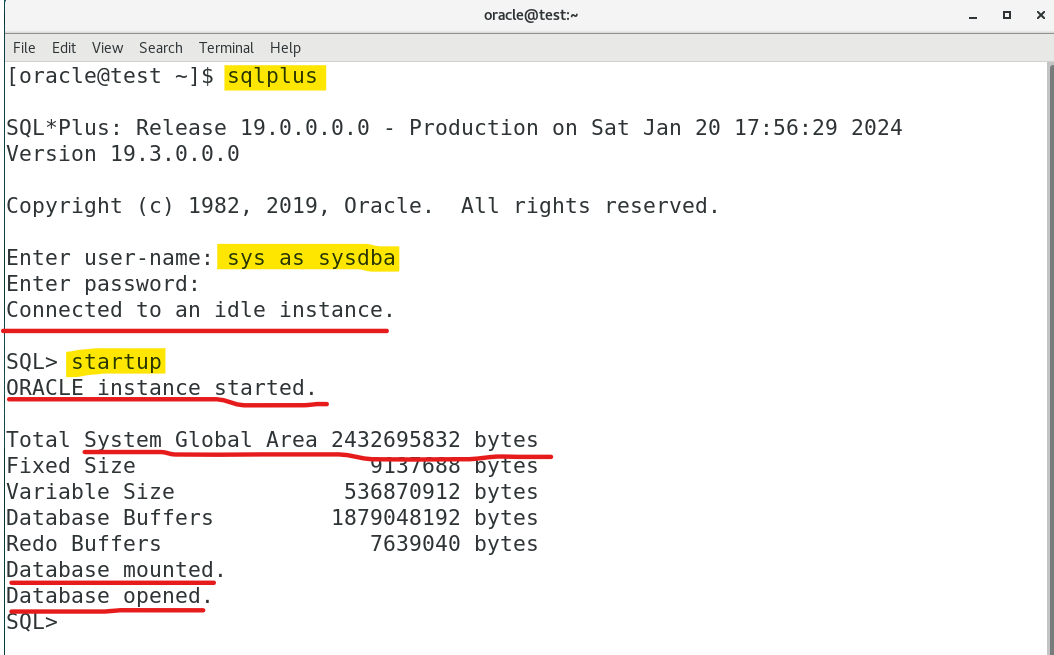 oracle@test:~
File Edit View Search Terminal Help
[oracle@test ~]$ sqlplus
SQL*Plus: Release 19.0.0.0.0 - Production on Sat Jan 20 17:56:29 2024
Version 19.3.0.0.0
Copyright (c) 1982, 2019, Oracle.  All rights reserved.
Enter user-name: sys as sysdba
Enter password:
Connected to an idle instance.
SQL> startup
ORACLE instance started.
Total System Global Area 2432695832 bytes
Fixed Size                  9137688 bytes
Variable Size             536870912 bytes
Database Buffers         1879048192 bytes
Redo Buffers                7639040 bytes
Database mounted.
Database opened.
SQL>